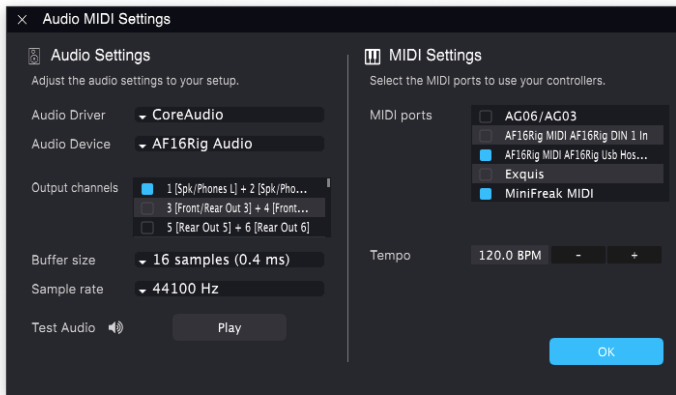 Audio MIDI Settings
Audio Settings
Adjust the audio settings to your setup.
Audio Driver
CoreAudio
Audio Device
AF16Rig Audio
Output channels
1 [Spk/Phones L] + 2 [Spk/Pho...
3 [Front/Rear Out 3] + 4 [Front...
5 [Rear Out 5] + 6 [Rear Out 6]
Buffer size
16 samples (0.4 ms)
Sample rate
44100 Hz
Test Audio
Play
MIDI Settings
Select the MIDI ports to use your controllers.
MIDI ports
AG06/AG03
AF16Rig MIDI AF16Rig DIN 1 In
AF16Rig MIDI AF16Rig Usb Hos...
Exquis
MiniFreak MIDI
Tempo
120.0 BPM
-
+
OK